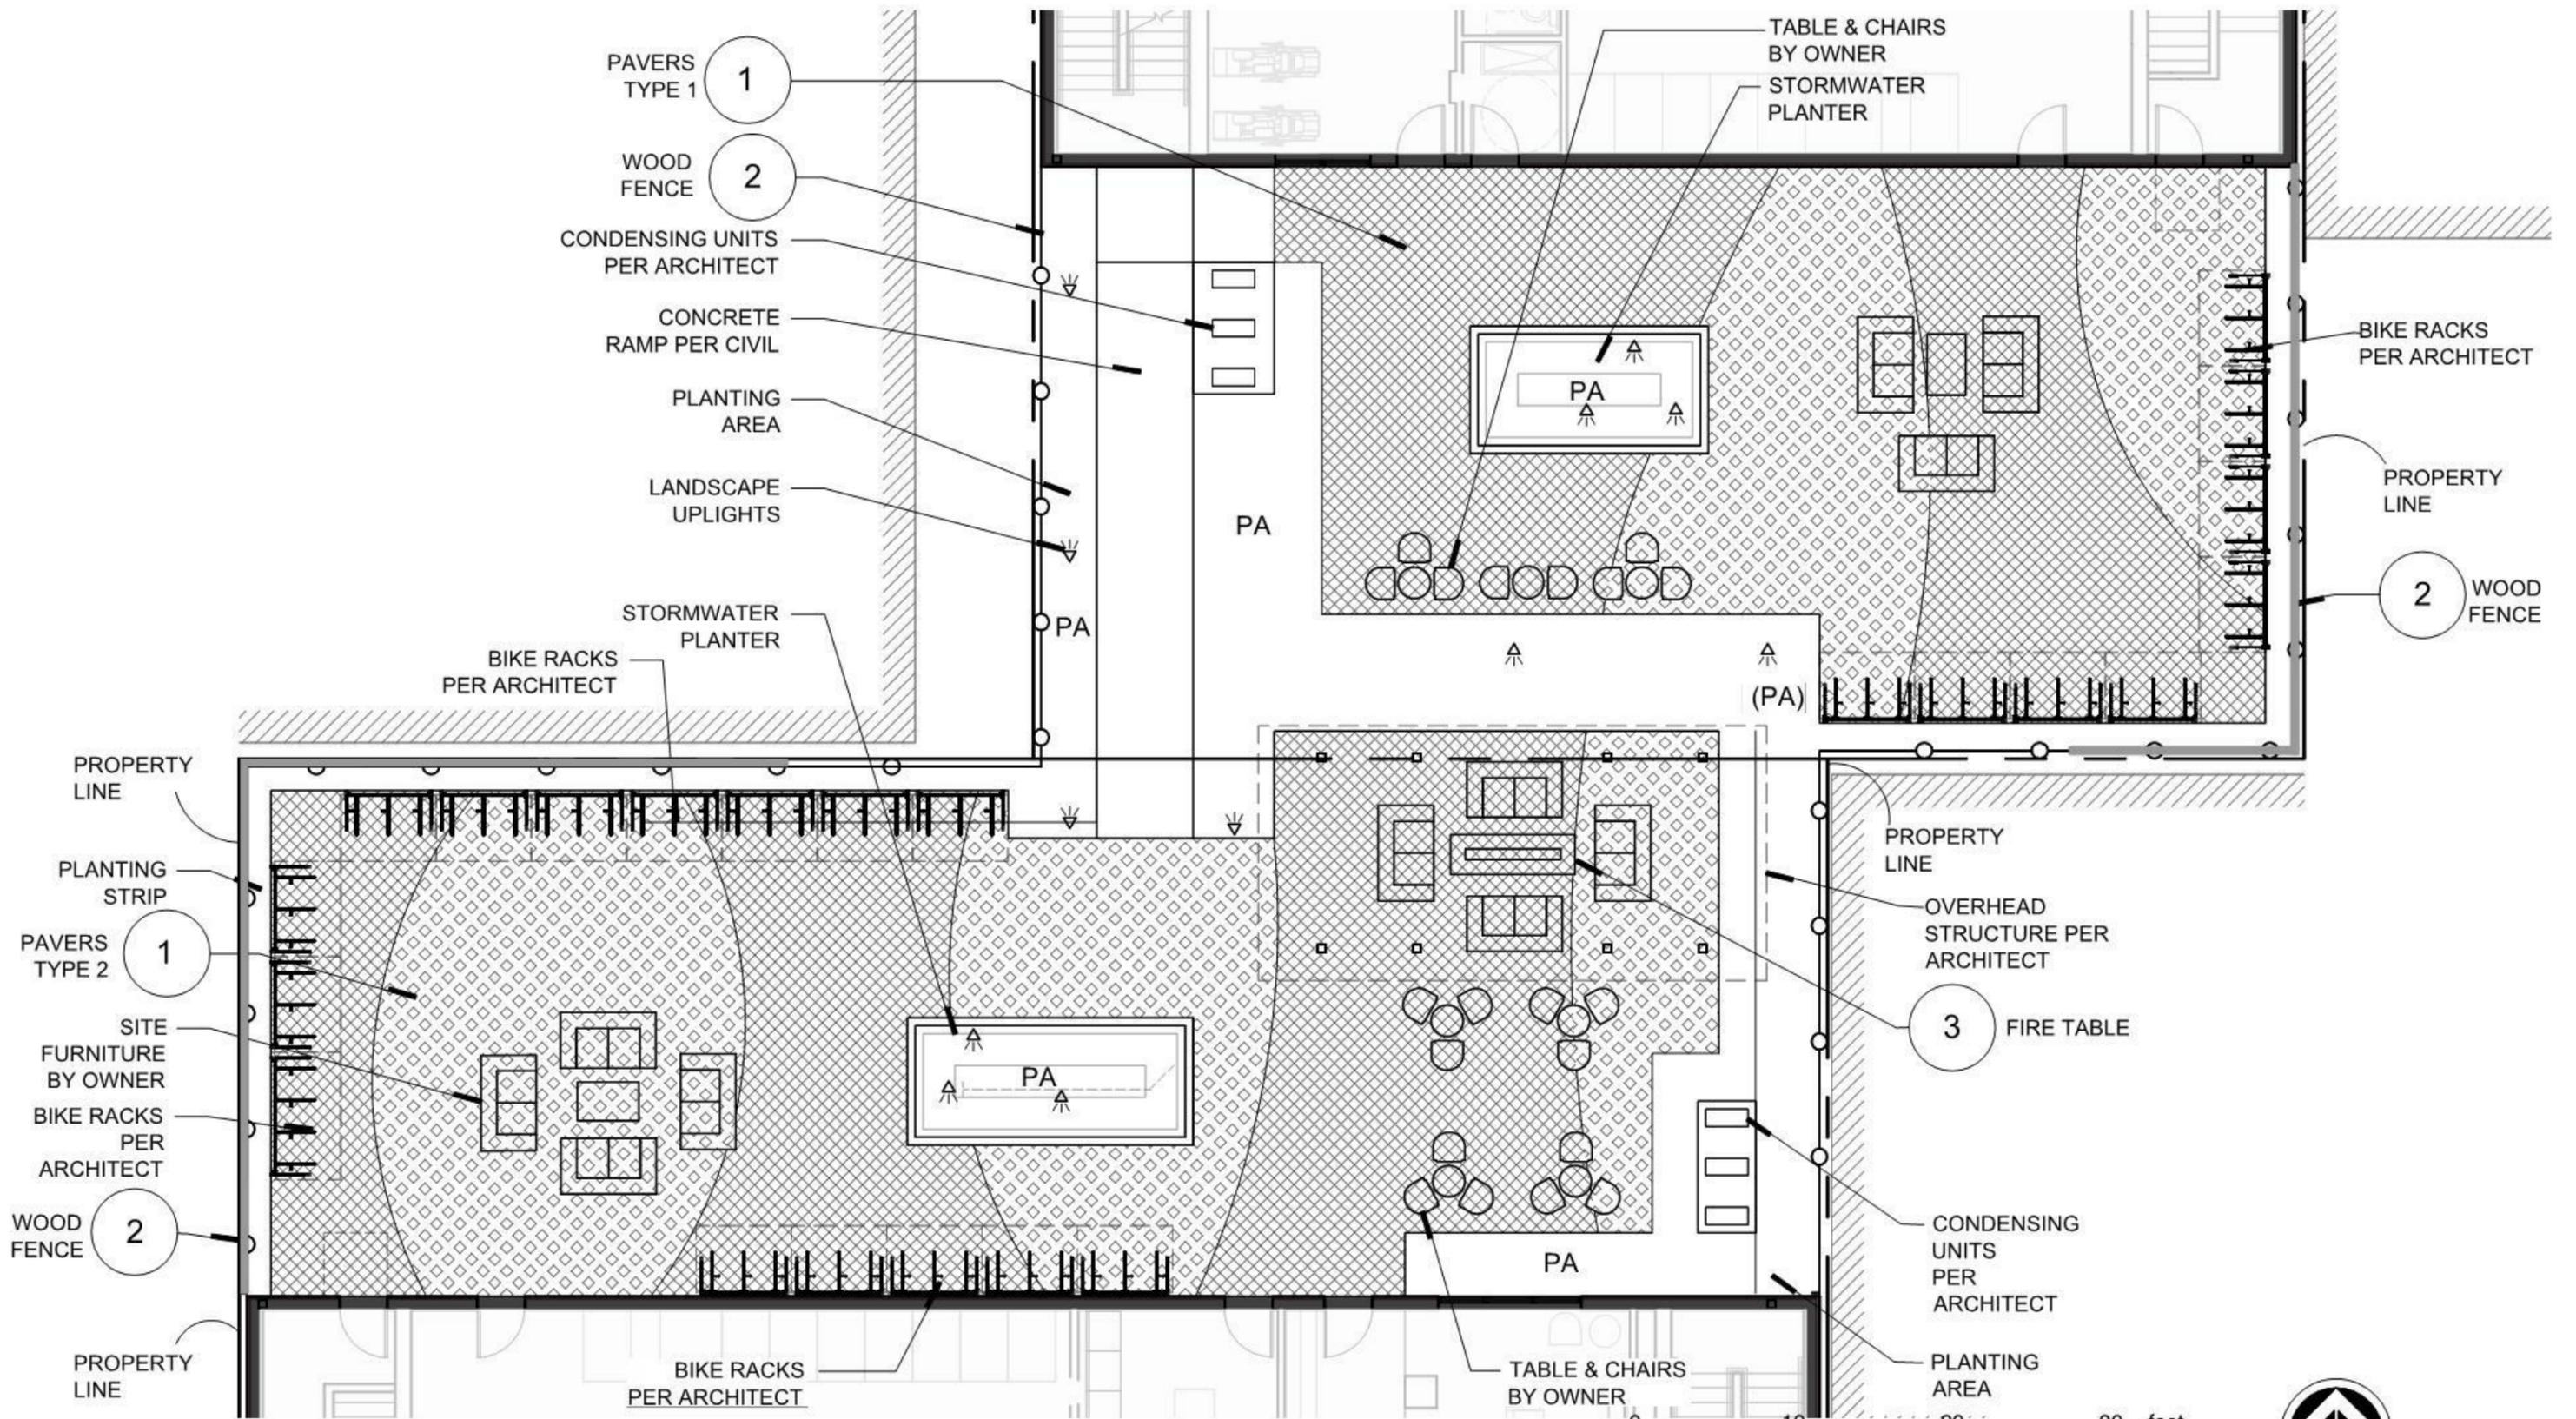 PAVERS
TYPE 1
1
WOOD
FENCE
2
CONDENSING UNITS
PER ARCHITECT
CONCRETE
RAMP PER CIVIL
PLANTING
AREA
LANDSCAPE
UPLIGHTS
STORMWATER
PLANTER
BIKE RACKS
PER ARCHITECT
TABLE & CHAIRS
BY OWNER
STORMWATER
PLANTER
PA
PA
PA
(PA)
BIKE RACKS
PER ARCHITECT
PROPERTY
LINE
2
WOOD
FENCE
PROPERTY
LINE
PLANTING
STRIP
PAVERS
TYPE 2
1
SITE
FURNITURE
BY OWNER
BIKE RACKS
PER
ARCHITECT
WOOD
FENCE
2
PROPERTY
LINE
PA
PA
PROPERTY
LINE
OVERHEAD
STRUCTURE PER
ARCHITECT
3
FIRE TABLE
CONDENSING
UNITS
PER
ARCHITECT
PLANTING
AREA
BIKE RACKS
PER ARCHITECT
TABLE & CHAIRS
BY OWNER